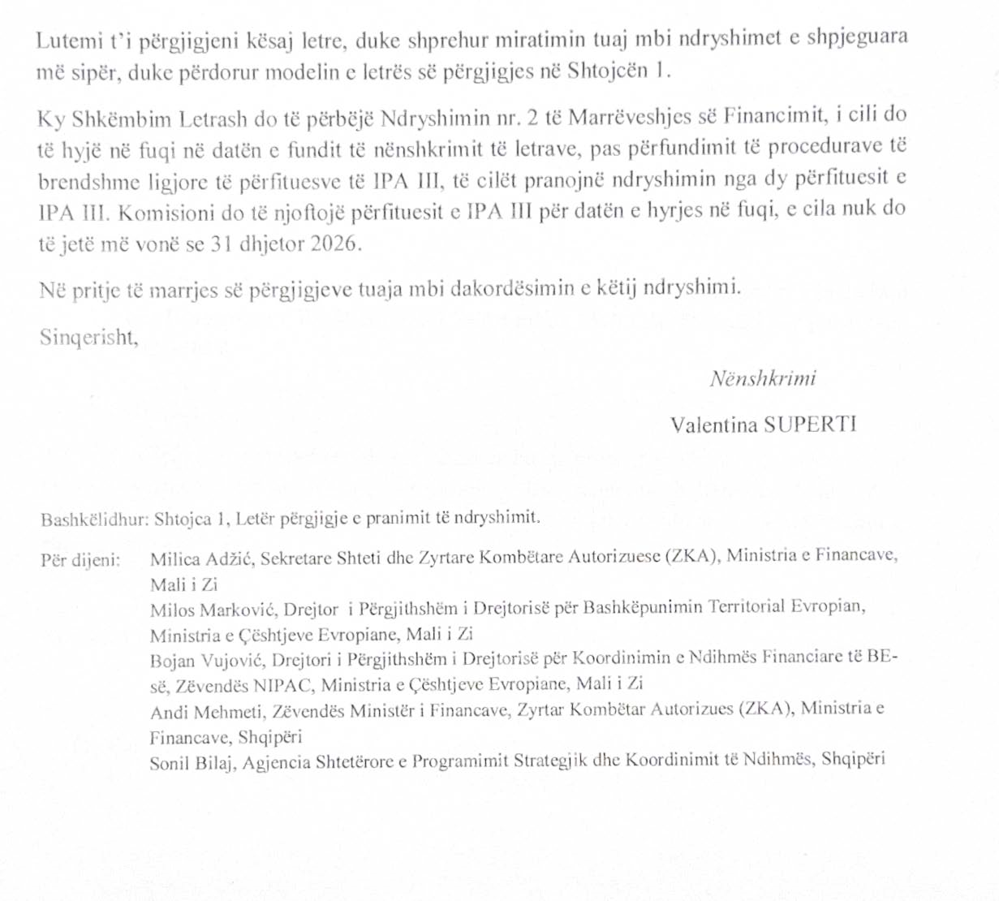 Lutemi t’i përgjigjeni kësaj letre, duke shprehur miratimin tuaj mbi ndryshimet e shpjeguara
më sipër, duke përdorur modelin e letrës së përgjigjes në Shtojcën 1.
Ky Shkëmbim Letrash do të përbëjë Ndryshimin nr. 2 të Marrëveshjes së Financimit, i cili do
të hyjë në fuqi në datën e fundit të nënshkrimit të letrave, pas përfundimit të procedurave të
brendshme ligjore të përfituesve të IPA III, të cilët pranojnë ndryshimin nga dy përfituesit e
IPA III. Komisioni do të njoftojë përfituesit e IPA III për datën e hyrjes në fuqi, e cila nuk do
të jetë më vonë se 31 dhjetor 2026.
Në pritje të marrjes së përgjigjeve tuaja mbi dakordësimin e këtij ndryshimi.
Sinqerisht,
Nënshkrimi
Valentina SUPERTI
Bashkëlidhur: Shtojca 1, Letër përgjigje e pranimit të ndryshimit.
Për dijeni: Milica Adžić, Sekretare Shteti dhe Zyrtare Kombëtare Autorizuese (ZKA), Ministria e Financave,
Mali i Zi
Milos Marković, Drejtor i Përgjithshëm i Drejtorisë për Bashkëpunimin Territorial Evropian,
Ministria e Çështjeve Evropiane, Mali i Zi
Bojan Vujović, Drejtori i Përgjithshëm i Drejtorisë për Koordinimin e Ndihmës Financiare të BE-
së, Zëvendës NIPAC, Ministria e Çështjeve Evropiane, Mali i Zi
Andi Mehmeti, Zëvendës Ministër i Financave, Zyrtar Kombëtar Autorizues (ZKA), Ministria e
Financave, Shqipëri
Sonil Bilaj, Agjencia Shtetërore e Programimit Strategjik dhe Koordinimit të Ndihmës, Shqipëri